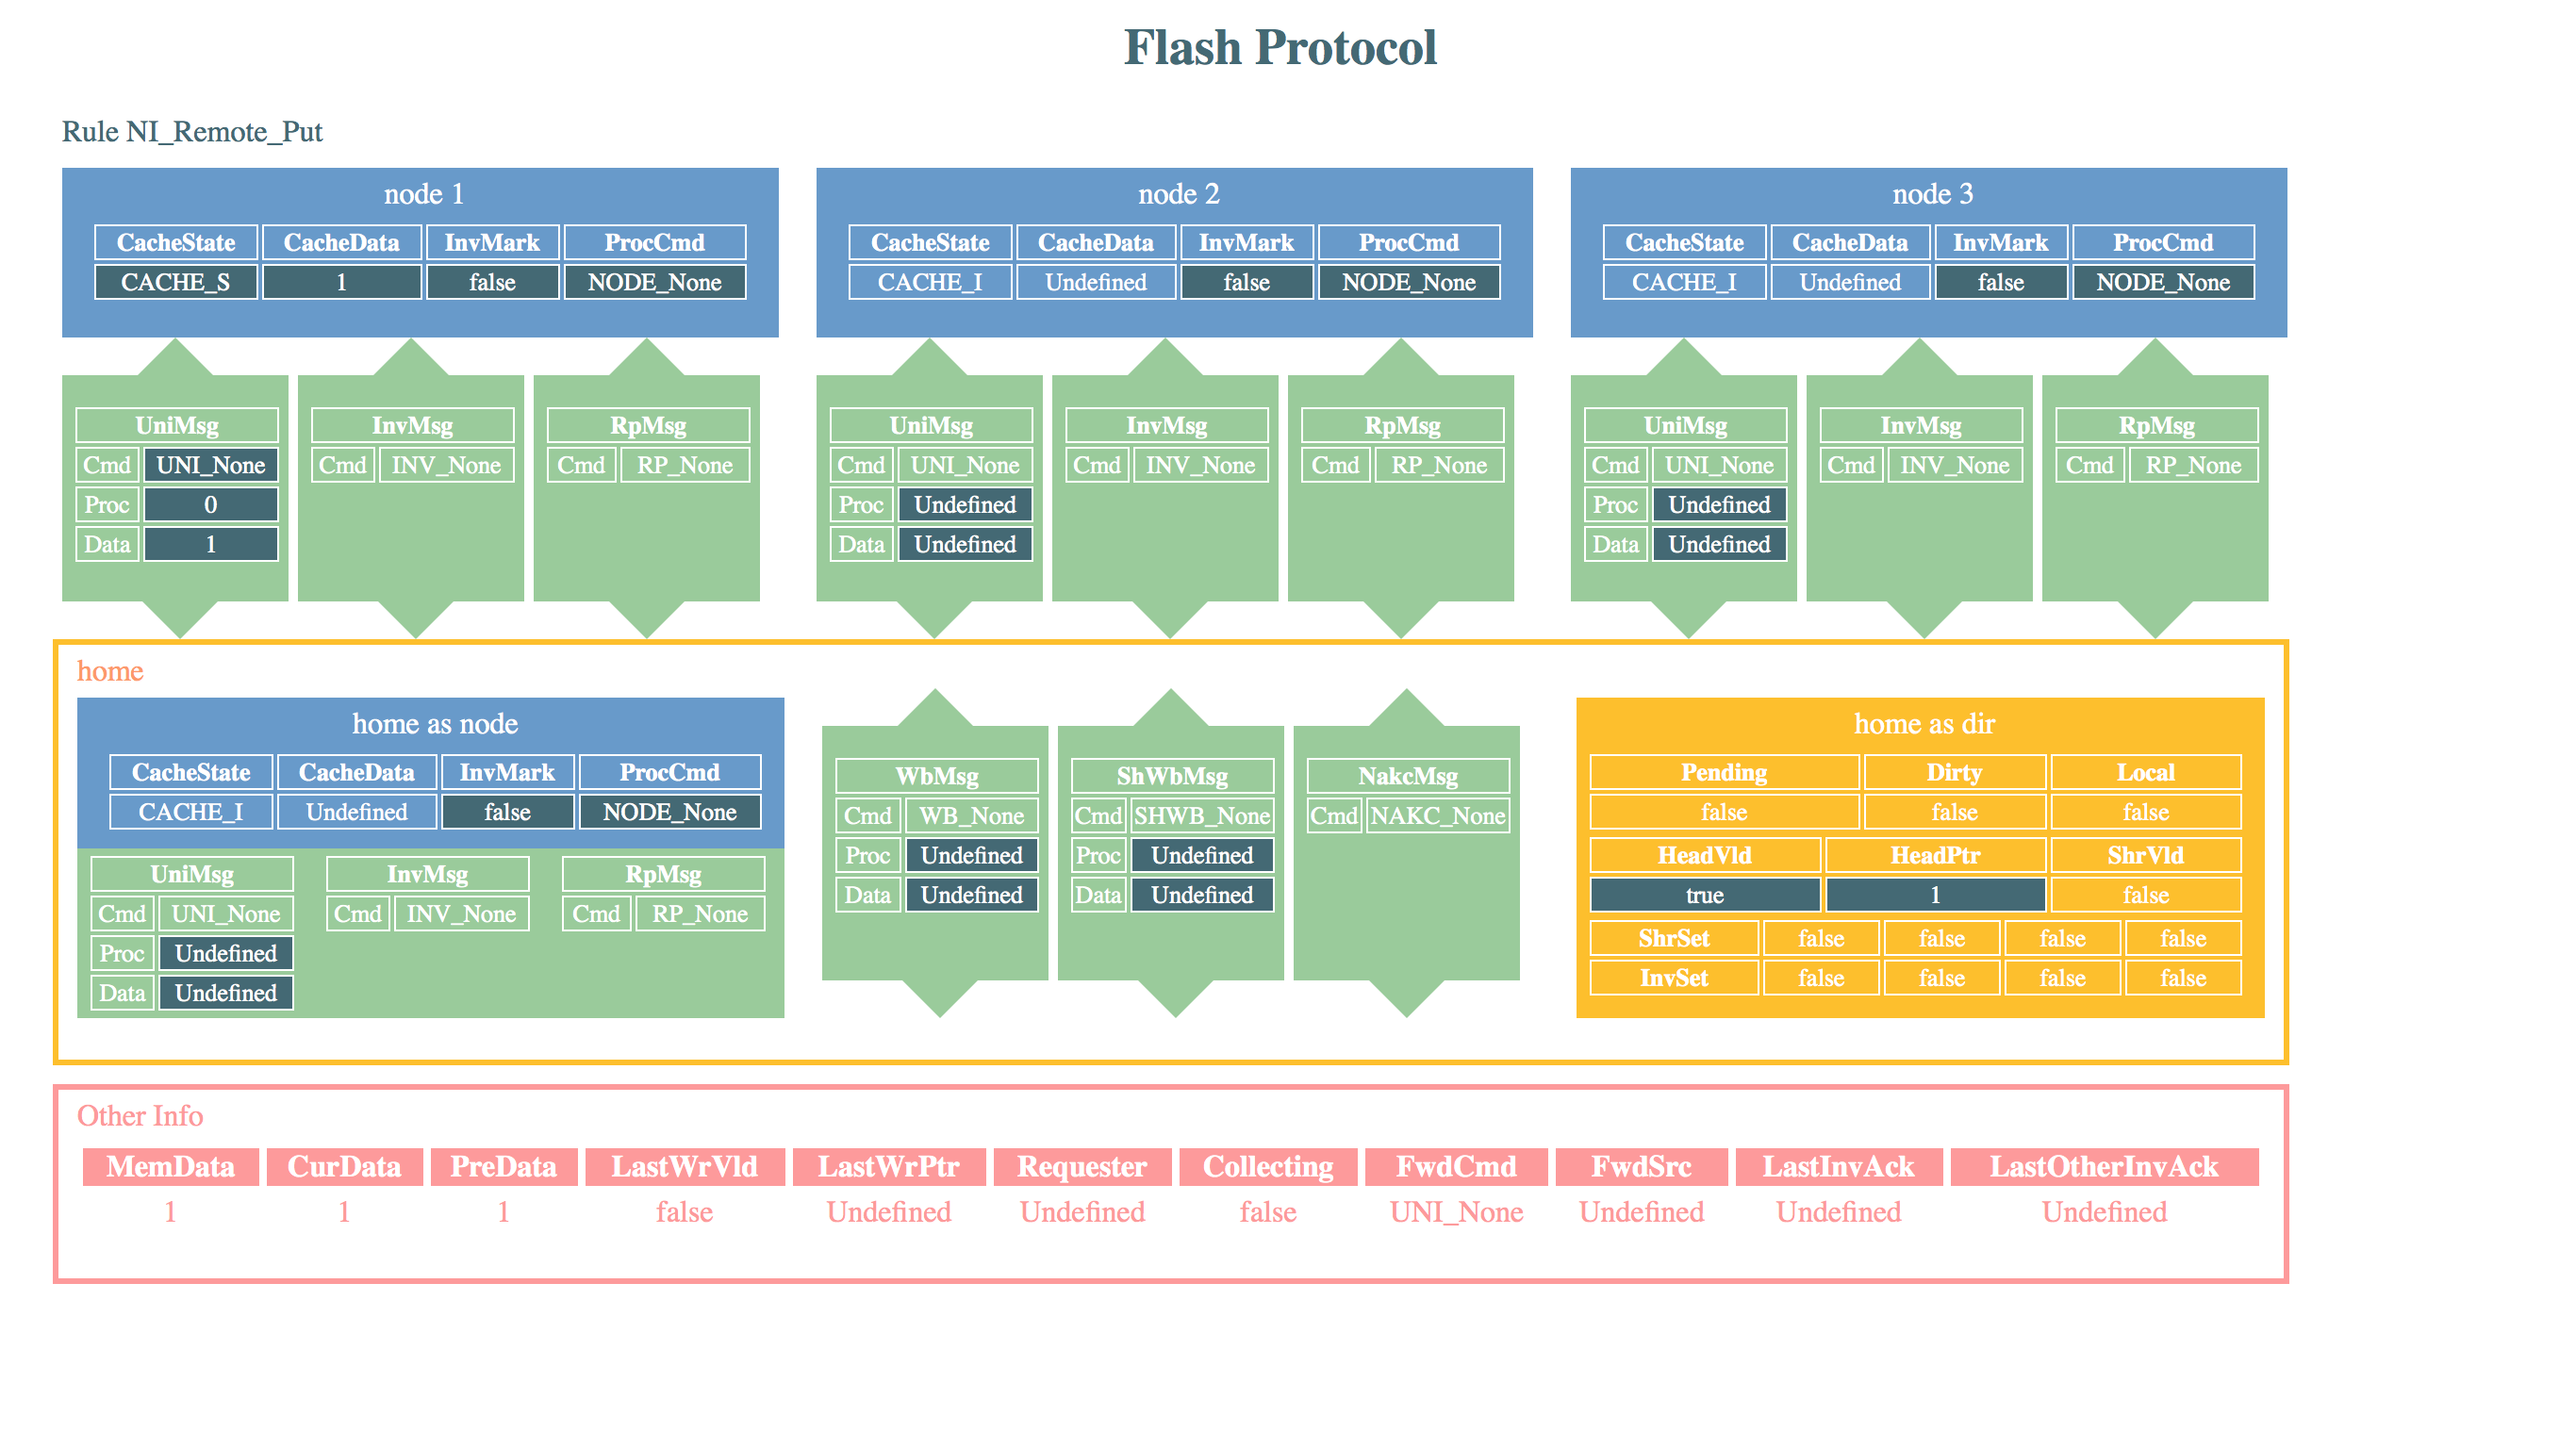 Flash Protocol
Rule NI_Remote_Put
node 1 node 2 node 3
CacheState CacheData InvMark ProcCmd CacheState CacheData InvMark ProcCmd CacheState CacheData InvMark ProcCmd
CACHE_S 1 false NODE_None CACHE_I Undefined false NODE_None CACHE_I Undefined false NODE_None
UniMsg InvMsg RpMsg UniMsg InvMsg RpMsg UniMsg InvMsg RpMsg
Cmd UNI_None Cmd INV_None Cmd RP_None Cmd UNI_None Cmd INV_None Cmd RP_None Cmd UNI_None Cmd INV_None Cmd RP_None
Proc 0 Proc Undefined Proc Undefined
Data 1 Data Undefined Data Undefined
home
home as node
CacheState CacheData InvMark ProcCmd
CACHE_I Undefined false NODE_None
UniMsg InvMsg RpMsg
Cmd UNI_None Cmd INV_None Cmd RP_None
Proc Undefined
Data Undefined
WbMsg ShWbMsg NakcMsg
Cmd WB_None Cmd SHWB_None Cmd NAKC_None
Proc Undefined Proc Undefined
Data Undefined Data Undefined
home as dir
Pending Dirty Local
false false false
HeadVld HeadPtr ShrVld
true 1 false
ShrSet false false false false
InvSet false false false false
Other Info
MemData CurData PreData LastWrVld LastWrPtr Requester Collecting FwdCmd FwdSrc LastInvAck LastOtherInvAck
1 1 1 false Undefined Undefined false UNI_None Undefined Undefined Undefined